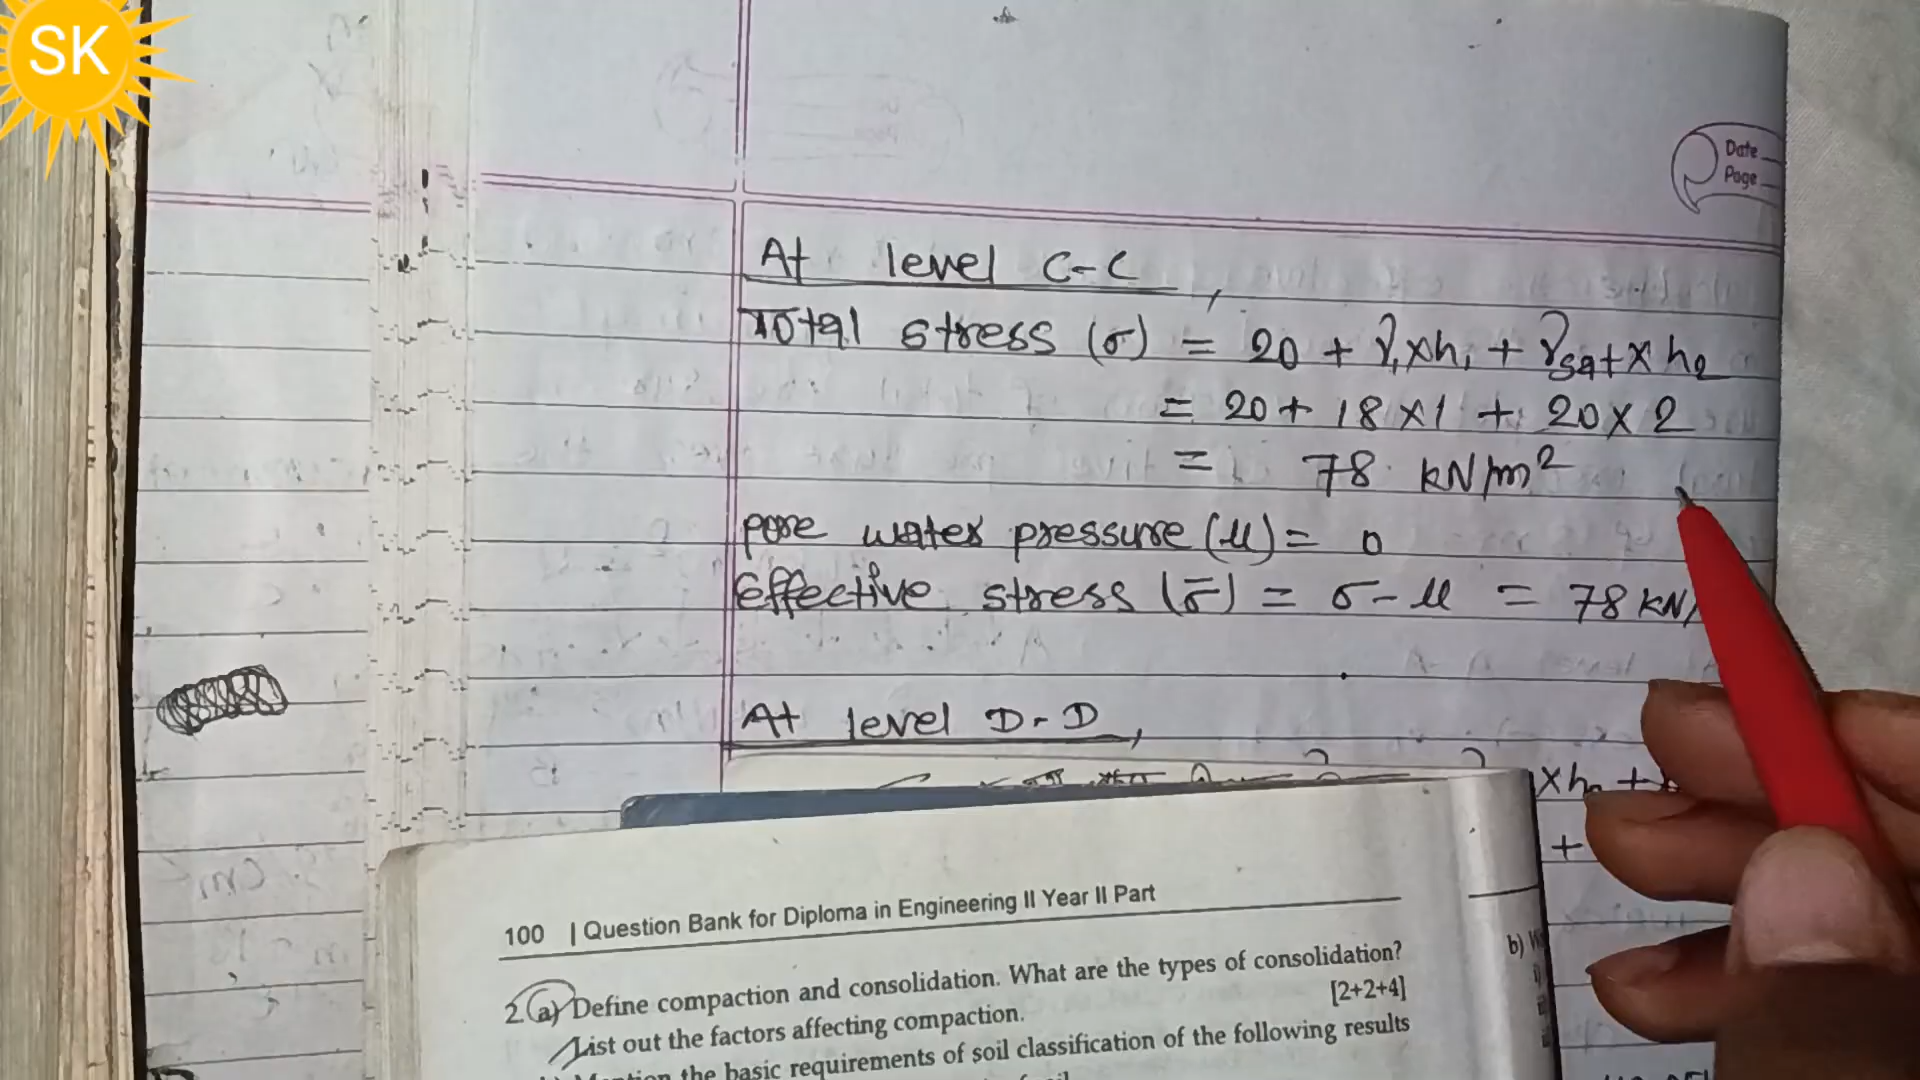 SK
Date
Page
At level C-C,
Total stress (σ) = 20 + γ₁xh₁ + γsat x h₂
= 20 + 18 x 1 + 20 x 2
= 78 kN/m²
pore water pressure (u) = 0
Effective stress (σ̄) = σ - u = 78 kN/
At level D-D,
xh₂ +
+
100 | Question Bank for Diploma in Engineering II Year II Part
2. a) Define compaction and consolidation. What are the types of consolidation?
List out the factors affecting compaction. [2+2+4]
Mention the basic requirements of soil classification of the following results
b)
i)